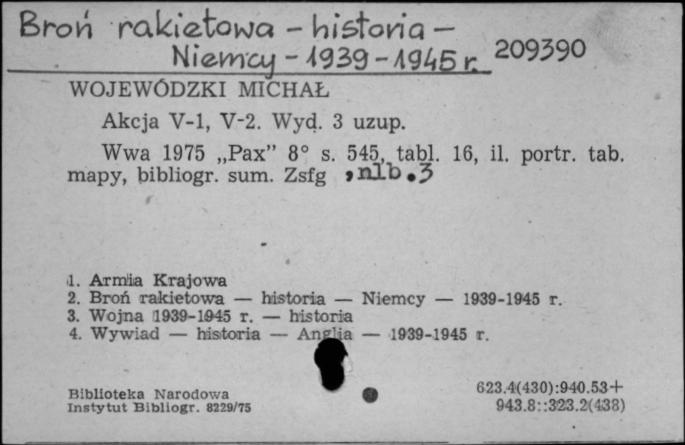 Broń rakietowa – historia –
Niemcy – 1939 – 1945 r. 209390
WOJEWÓDZKI MICHAŁ
Akcja V-1, V-2. Wyd. 3 uzup.
Wwa 1975 „Pax” 8° s. 545, tabl. 16, il. portr. tab.
mapy, bibliogr. sum. Zsfg , nlb. 3
1. Armia Krajowa
2. Broń rakietowa — historia — Niemcy — 1939-1945 r.
3. Wojna 1939-1945 r. — historia
4. Wywiad — historia — Anglia — 1939-1945 r.
Biblioteka Narodowa
Instytut Bibliogr. 8229/75
623.4(430):940.53+
943.8::323.2(438)